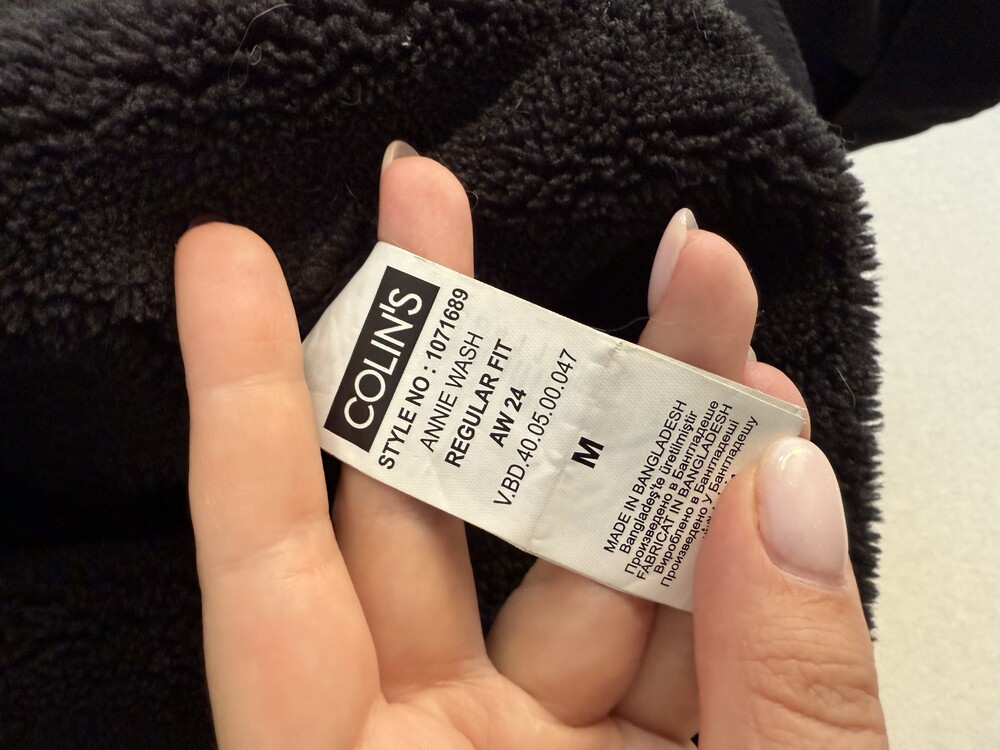 COLIN'S
STYLE NO : 1071689
ANNIE WASH
REGULAR FIT
AW 24
V.BD.40.05.00.047
M
MADE IN BANGLADESH
Bangladeş'te üretilmiştir
Произведено в Бангладеше
FABRICAT IN BANGLADESH
Вироблено в Бангладеші
Произведено у Бангладешу